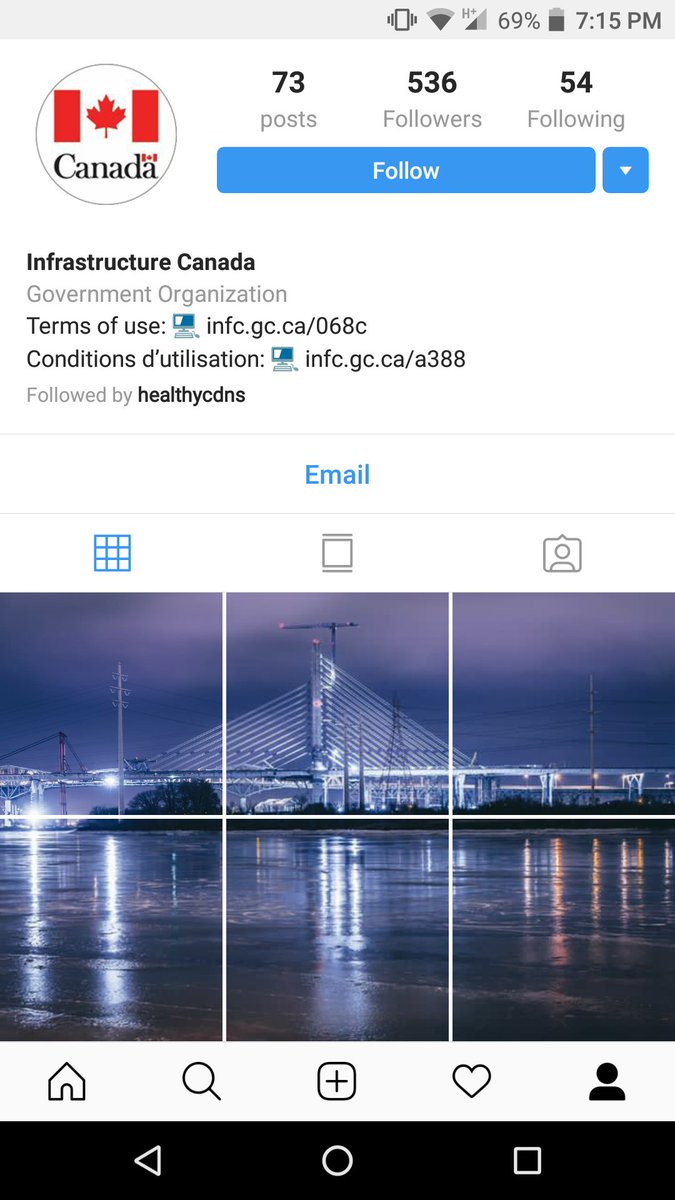 H+ 69% 7:15 PM
73 536 54
posts Followers Following
Canada
Follow
Infrastructure Canada
Government Organization
Terms of use: infc.gc.ca/068c
Conditions d’utilisation: infc.gc.ca/a388
Followed by healthycdns
Email